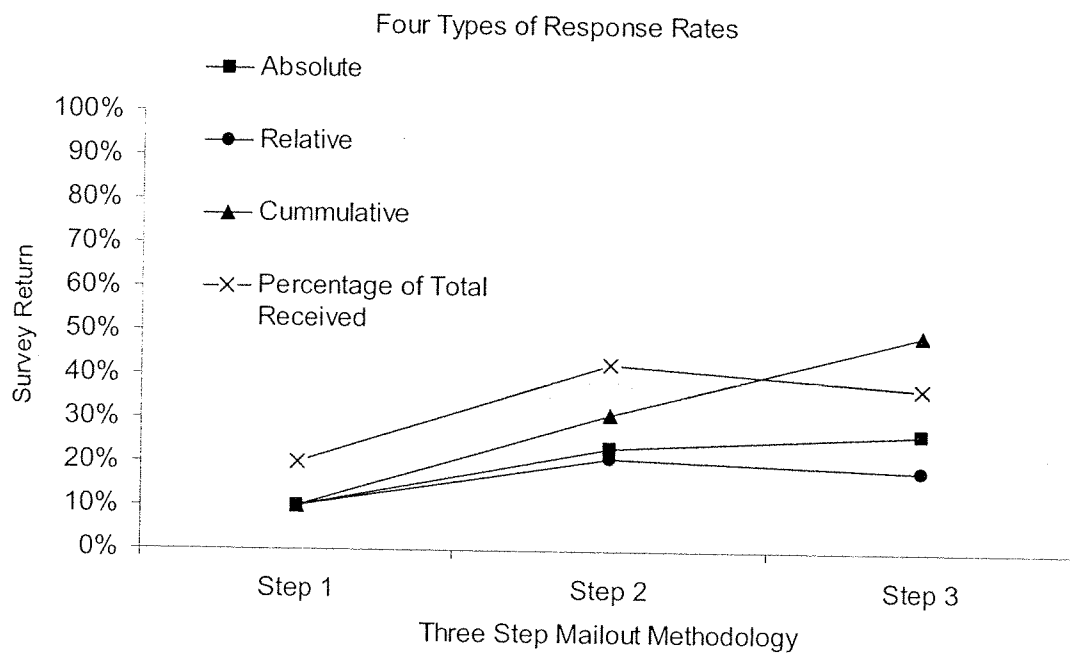 Four Types of Response Rates
Absolute
Relative
Cummulative
Percentage of Total
Received
100%
90%
80%
70%
60%
50%
40%
30%
20%
10%
0%
Survey Return
Step 1
Step 2
Step 3
Three Step Mailout Methodology